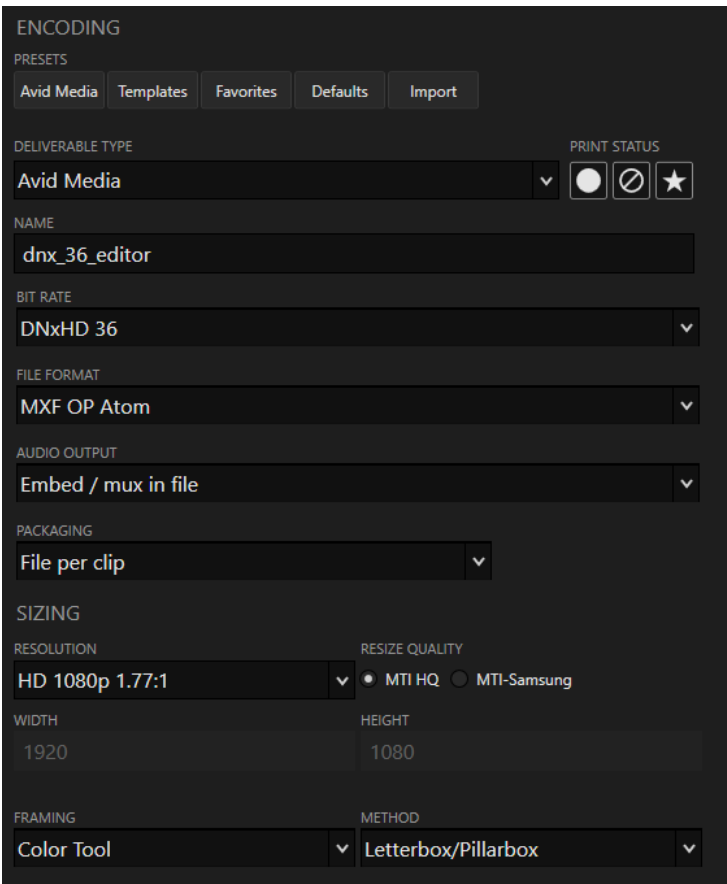 ENCODING
PRESETS
Avid Media Templates Favorites Defaults Import
DELIVERABLE TYPE PRINT STATUS
Avid Media
NAME
dnx_36_editor
BIT RATE
DNxHD 36
FILE FORMAT
MXF OP Atom
AUDIO OUTPUT
Embed / mux in file
PACKAGING
File per clip
SIZING
RESOLUTION RESIZE QUALITY
HD 1080p 1.77:1 MTI HQ MTI-Samsung
WIDTH HEIGHT
1920 1080
FRAMING METHOD
Color Tool Letterbox/Pillarbox